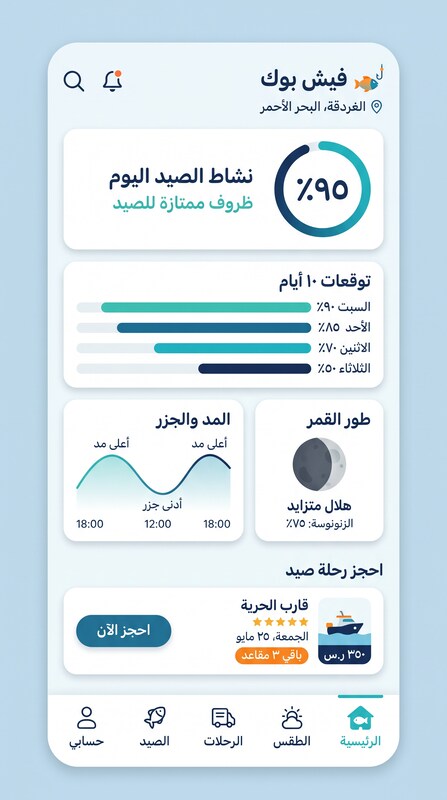 فيش بوك
الغردقة، البحر الأحمر
نشاط الصيد اليوم
ظروف ممتازة للصيد
٩٥٪
توقعات ١٠ أيام
السبت ٩٠٪
الأحد ٨٥٪
الاثنين ٧٠٪
الثلاثاء ٥٠٪
طور القمر
هلال متزايد
الزنونوسة: ٧٥٪
المد والجزر
أعلى مد
أعلى مد
أدنى جزر
18:00 12:00 18:00
احجز رحلة صيد
قارب الحرية
الجمعة، ٢٥ مايو
باقي ٣ مقاعد
٣٥٠ ر.س
احجز الآن
الرئيسية
الطقس
الرحلات
الصيد
حسابي